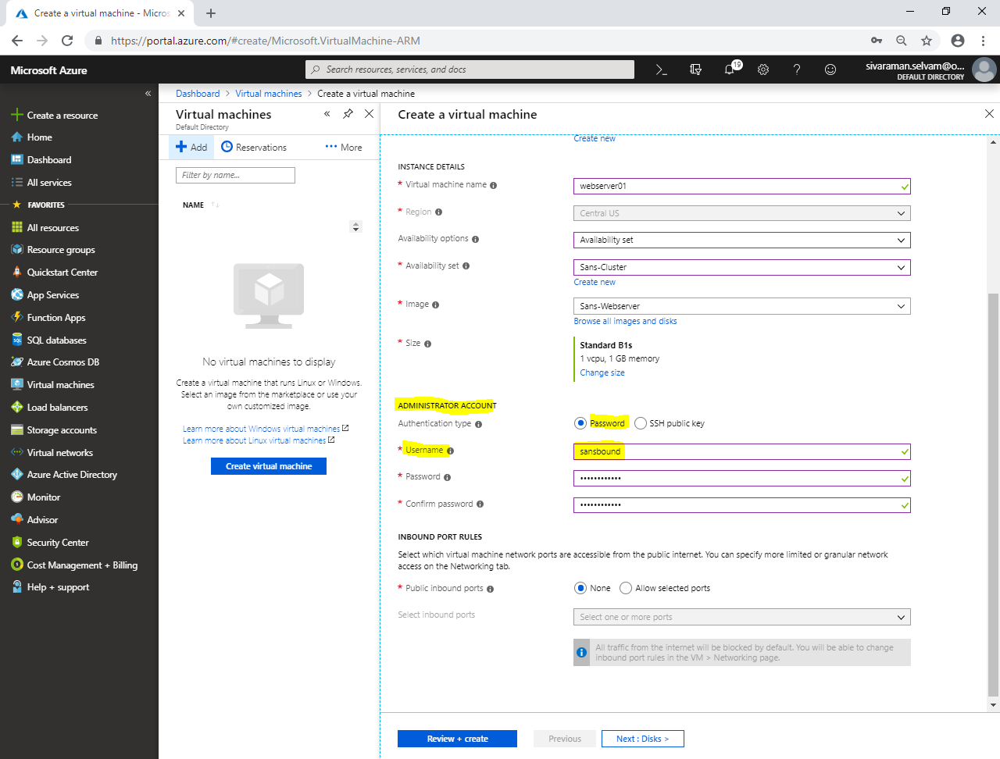 Create a virtual machine - Micros
https://portal.azure.com/#create/Microsoft.VirtualMachine-ARM
Microsoft Azure
Search resources, services, and docs
19
sivaraman.selvam@o...
DEFAULT DIRECTORY
Create a resource
Home
Dashboard
All services
FAVORITES
All resources
Resource groups
Quickstart Center
App Services
Function Apps
SQL databases
Azure Cosmos DB
Virtual machines
Load balancers
Storage accounts
Virtual networks
Azure Active Directory
Monitor
Advisor
Security Center
Cost Management + Billing
Help + support
Dashboard > Virtual machines > Create a virtual machine
Virtual machines
Default Directory
Add Reservations More
Filter by name...
NAME
No virtual machines to display
Create a virtual machine that runs Linux or Windows.
Select an image from the marketplace or use your
own customized image.
Learn more about Windows virtual machines
Learn more about Linux virtual machines
Create virtual machine
Create a virtual machine
Create new
INSTANCE DETAILS
* Virtual machine name webserver01
* Region Central US
Availability options Availability set
* Availability set Sans-Cluster
Create new
* Image Sans-Webserver
Browse all images and disks
* Size Standard B1s
1 vcpu, 1 GB memory
Change size
ADMINISTRATOR ACCOUNT
Authentication type Password SSH public key
* Username sansbound
* Password ••••••••••••
* Confirm password ••••••••••••
INBOUND PORT RULES
Select which virtual machine network ports are accessible from the public internet. You can specify more limited or granular network
access on the Networking tab.
* Public inbound ports None Allow selected ports
Select inbound ports Select one or more ports
All traffic from the internet will be blocked by default. You will be able to change
inbound port rules in the VM > Networking page.
Review + create Previous Next : Disks >